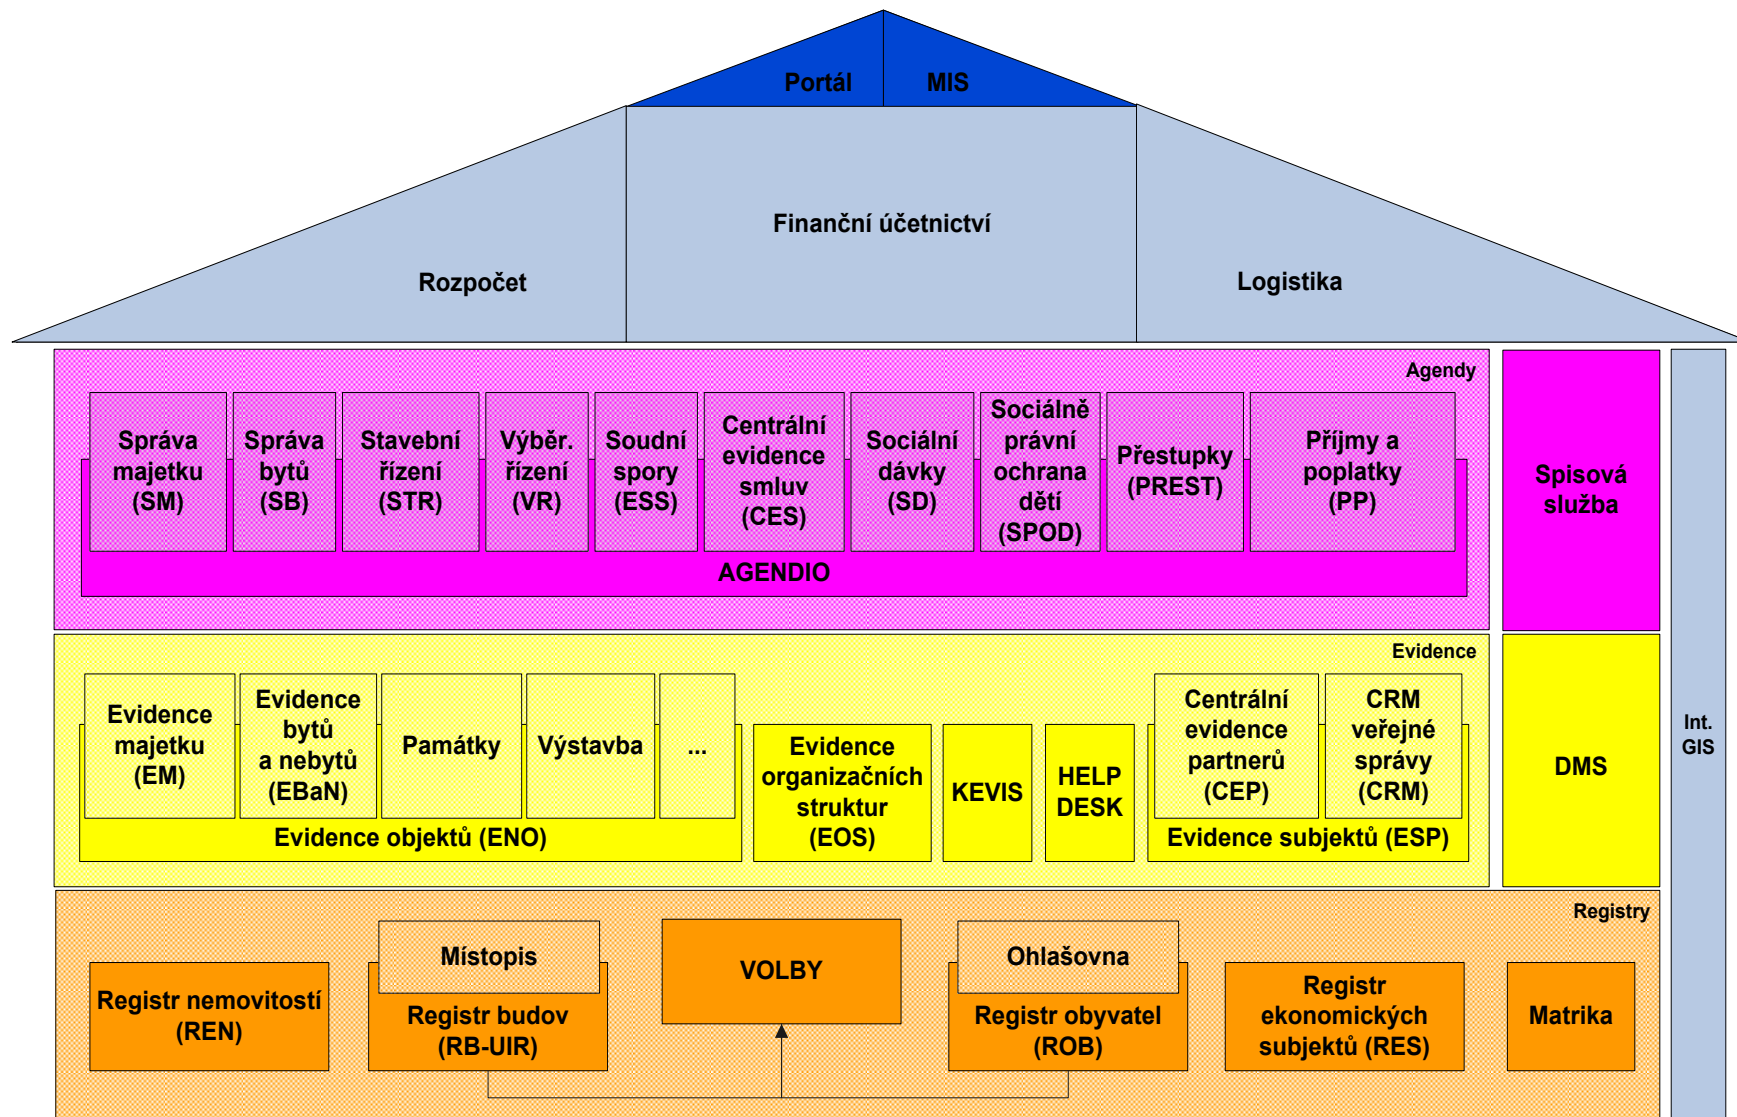 Portál
MIS
Finanční účetnictví
Rozpočet
Logistika
Agendy
Správa
majetku
(SM)
Správa
bytů
(SB)
Stavební
řízení
(STR)
Výběr.
řízení
(VR)
Soudní
spory
(ESS)
Centrální
evidence
smluv
(CES)
Sociální
dávky
(SD)
Sociálně
právní
ochrana
dětí
(SPOD)
Přestupky
(PREST)
Příjmy a
poplatky
(PP)
AGENDIO
Spisová
služba
Evidence
Evidence
majetku
(EM)
Evidence
bytů
a nebytů
(EBaN)
Památky
Výstavba
...
Evidence objektů (ENO)
Evidence
organizačních
struktur
(EOS)
KEVIS
HELP
DESK
Centrální
evidence
partnerů
(CEP)
CRM
veřejné
správy
(CRM)
Evidence subjektů (ESP)
DMS
Int.
GIS
Registry
Registr nemovitostí
(REN)
Místopis
Registr budov
(RB-UIR)
VOLBY
Ohlašovna
Registr obyvatel
(ROB)
Registr
ekonomických
subjektů (RES)
Matrika